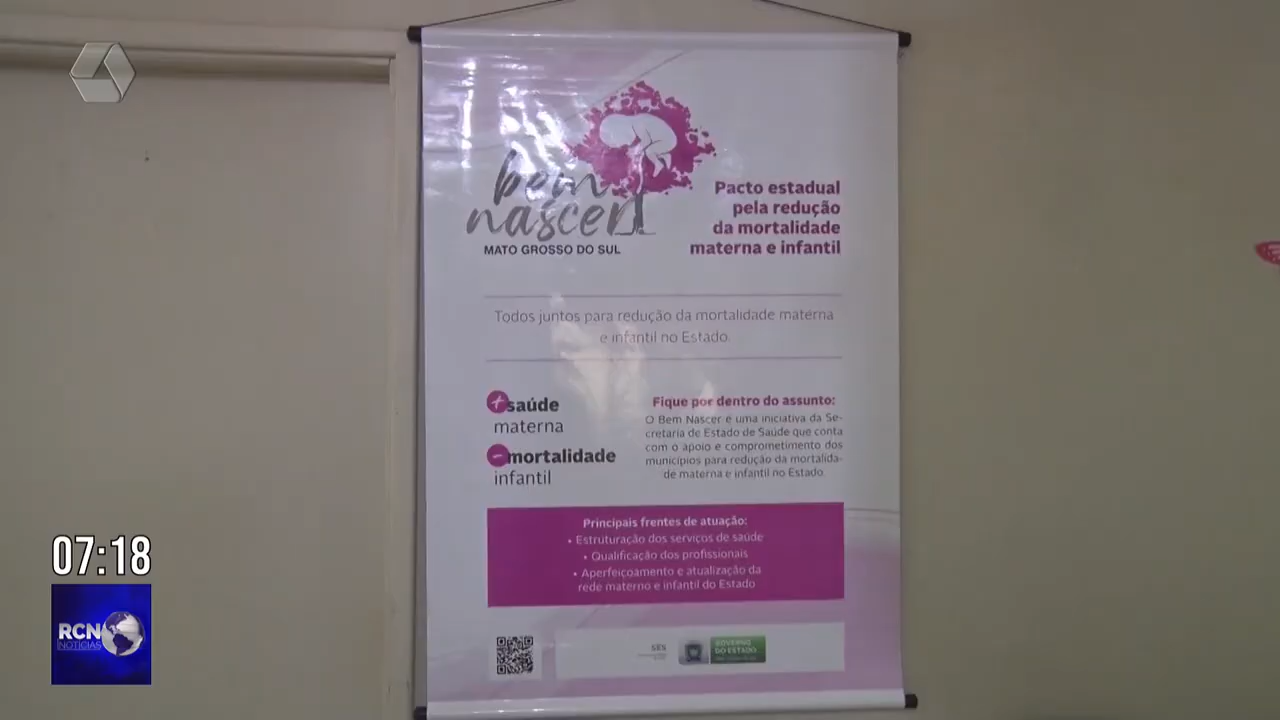 bem
nascer
MATO GROSSO DO SUL
Pacto estadual
pela redução
da mortalidade
materna e infantil
Todos juntos para redução da mortalidade materna
e infantil no Estado.
+saúde
materna
-mortalidade
infantil
Fique por dentro do assunto:
O Bem Nascer é uma iniciativa da Se-
cretaria de Estado de Saúde que conta
com o apoio e comprometimento dos
municípios para redução da mortalida-
de materna e infantil no Estado.
Principais frentes de atuação:
• Estruturação dos serviços de saúde
• Qualificação dos profissionais
• Aperfeiçoamento e atualização da
rede materno e infantil do Estado
SES
GOVERNO
DO ESTADO
07:18
RCN
NOTÍCIAS